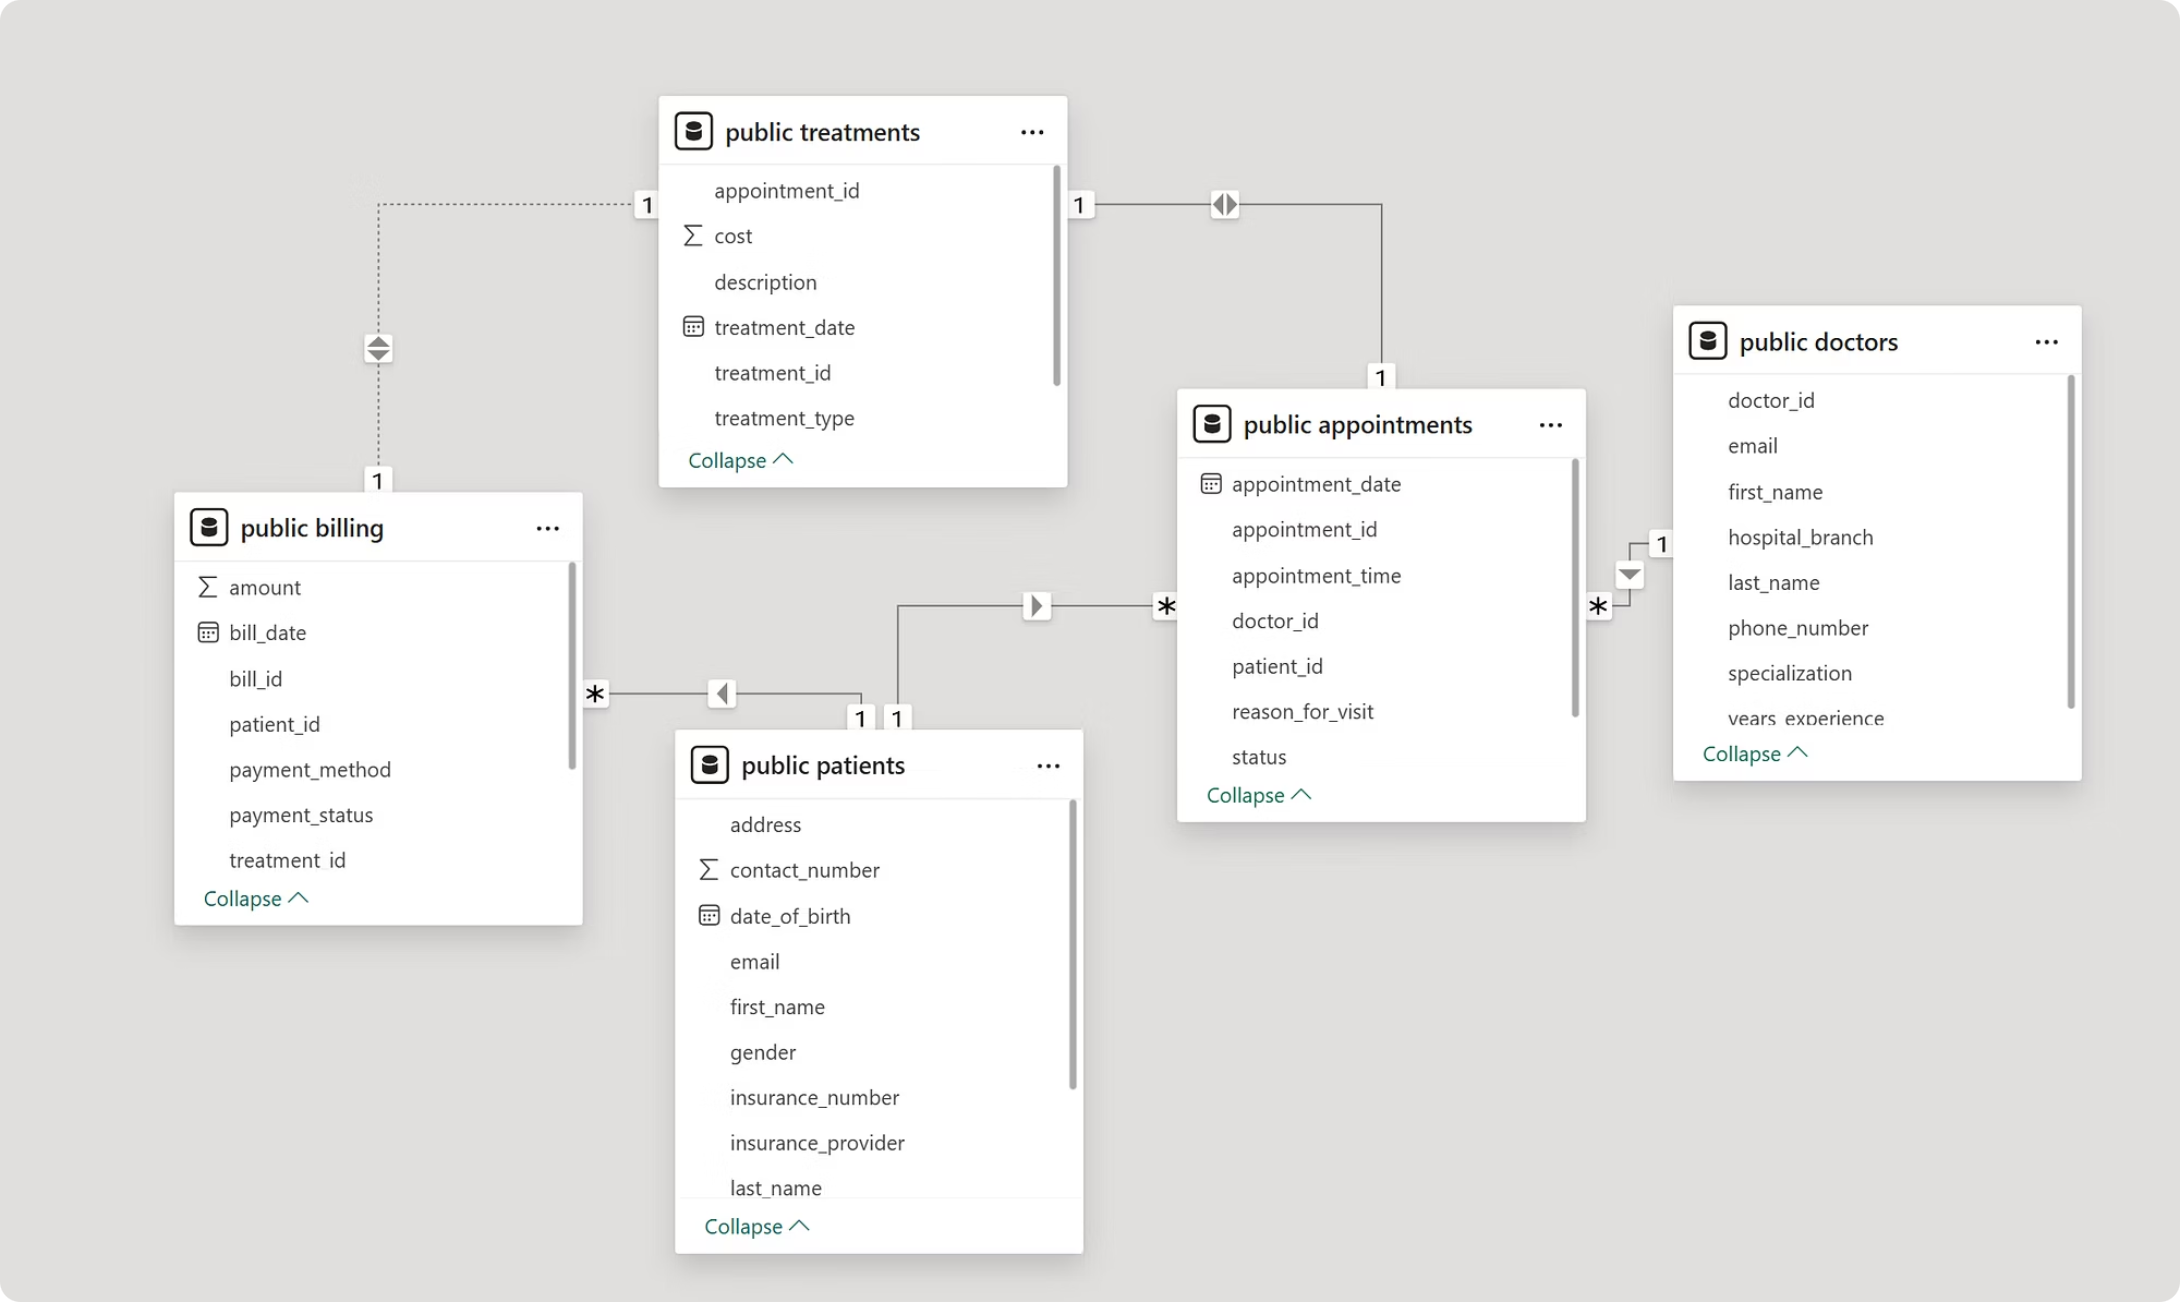 public treatments
appointment_id
cost
description
treatment_date
treatment_id
treatment_type
Collapse
1
1
1
1
public billing
amount
bill_date
bill_id
patient_id
payment_method
payment_status
treatment_id
Collapse
*
1
1
*
public patients
address
contact_number
date_of_birth
email
first_name
gender
insurance_number
insurance_provider
last_name
Collapse
public appointments
appointment_date
appointment_id
appointment_time
doctor_id
patient_id
reason_for_visit
status
Collapse
*
1
public doctors
doctor_id
email
first_name
hospital_branch
last_name
phone_number
specialization
years_experience
Collapse